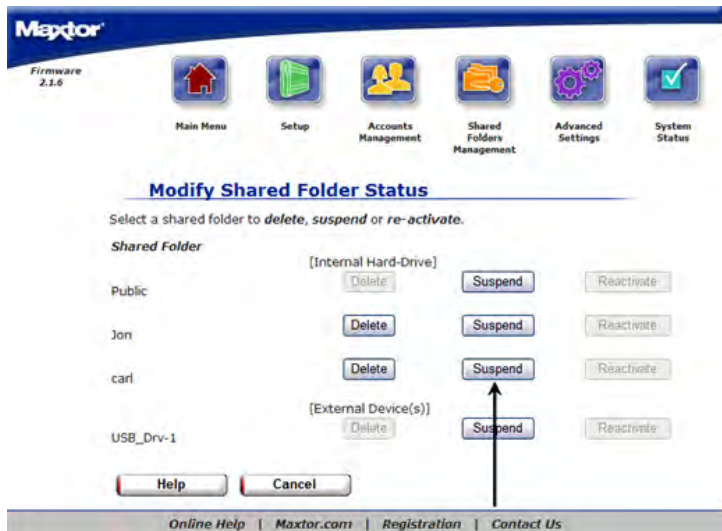 Maxtor
Firmware
2.1.6
Main Menu
Setup
Accounts
Management
Shared
Folders
Management
Advanced
Settings
System
Status
Modify Shared Folder Status
Select a shared folder to delete, suspend or re-activate.
Shared Folder
[Internal Hard-Drive]
Public Delete Suspend Reactivate
Jon Delete Suspend Reactivate
carl Delete Suspend Reactivate
[External Device(s)]
USB_Drv-1 Delete Suspend Reactivate
Help Cancel
Online Help | Maxtor.com | Registration | Contact Us